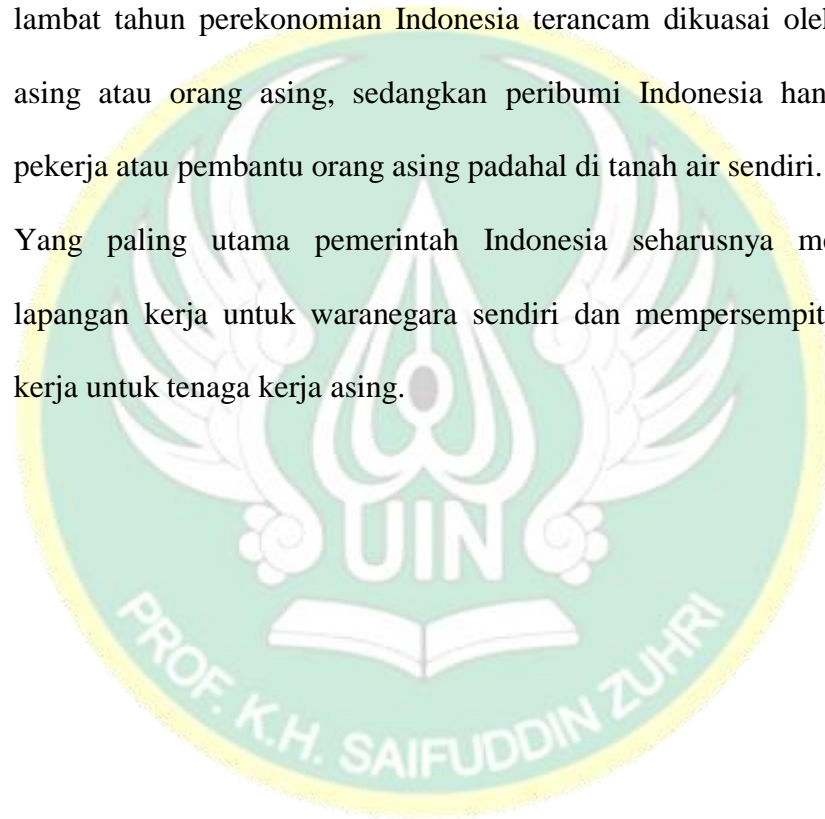 lambat tahun perekonomian Indonesia terancam dikuasai oleh
asing atau orang asing, sedangkan peribumi Indonesia han
pekerja atau pembantu orang asing padahal di tanah air sendiri.
Yang paling utama pemerintah Indonesia seharusnya me
lapangan kerja untuk waranegara sendiri dan mempersempit
kerja untuk tenaga kerja asing.
UIN
PROF. K.H. SAIFUDDIN ZUHRI